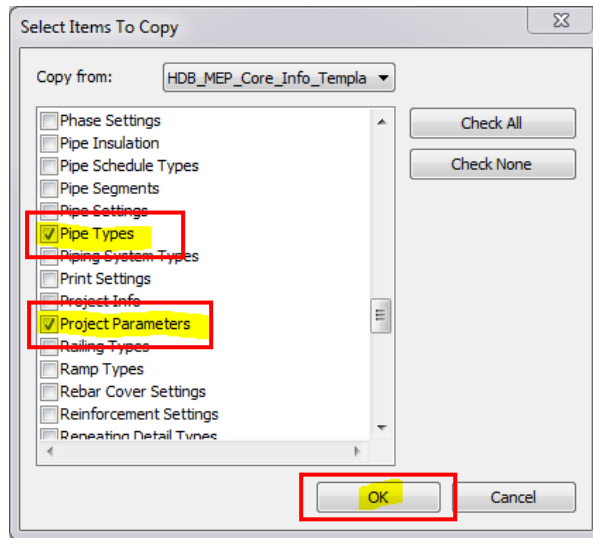 Select Items To Copy
Copy from: HDB_MEP_Core_Info_Templa
Phase Settings
Check All
Pipe Insulation
Pipe Schedule Types
Check None
Pipe Segments
Pipe Settings
Pipe Types
Piping System Types
Print Settings
Project Info
Project Parameters
Railing Types
Ramp Types
Rebar Cover Settings
Reinforcement Settings
Repeating Detail Types
OK Cancel